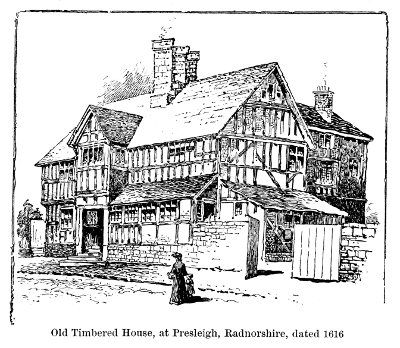 Old Timbered House, at Presleigh, Radnorshire, dated 1616